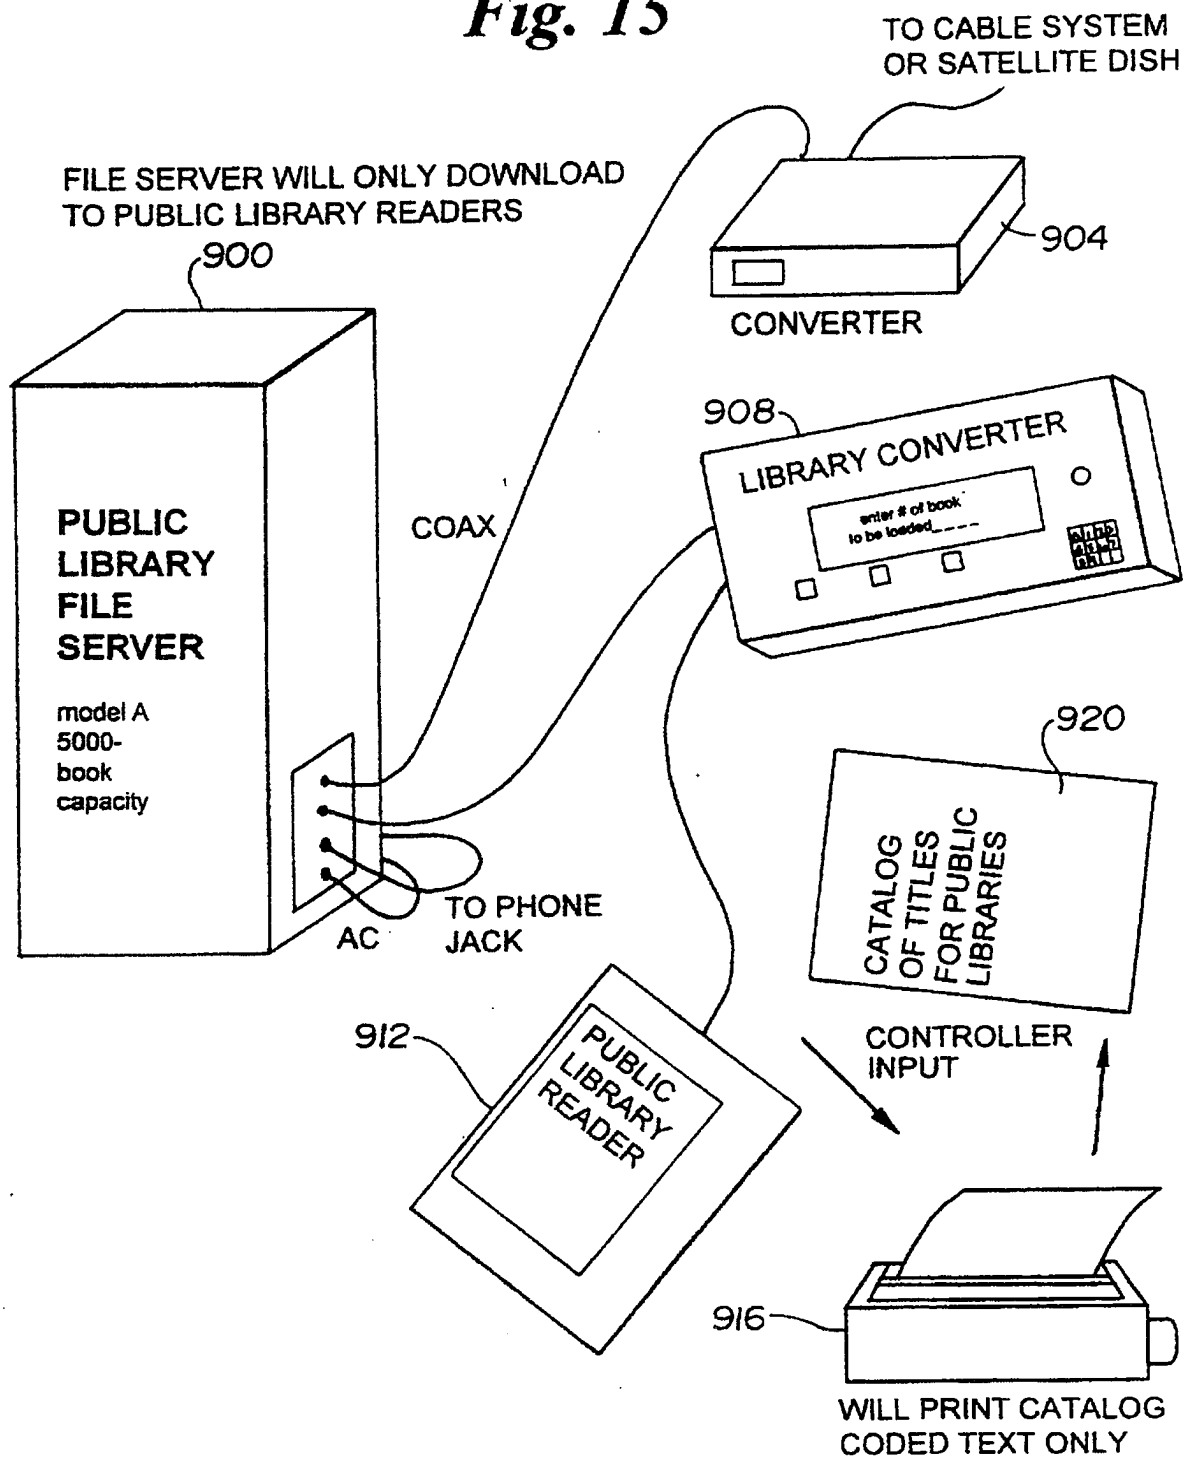 Fig. 15
TO CABLE SYSTEM
OR SATELLITE DISH
FILE SERVER WILL ONLY DOWNLOAD
TO PUBLIC LIBRARY READERS
900
904
CONVERTER
908
LIBRARY CONVERTER
enter # of book
to be loaded_ _ _ _
COAX
PUBLIC
LIBRARY
FILE
SERVER
model A
5000-
book
capacity
AC
TO PHONE
JACK
920
CATALOG
OF TITLES
FOR PUBLIC
LIBRARIES
CONTROLLER
INPUT
912
PUBLIC
LIBRARY
READER
916
WILL PRINT CATALOG
CODED TEXT ONLY